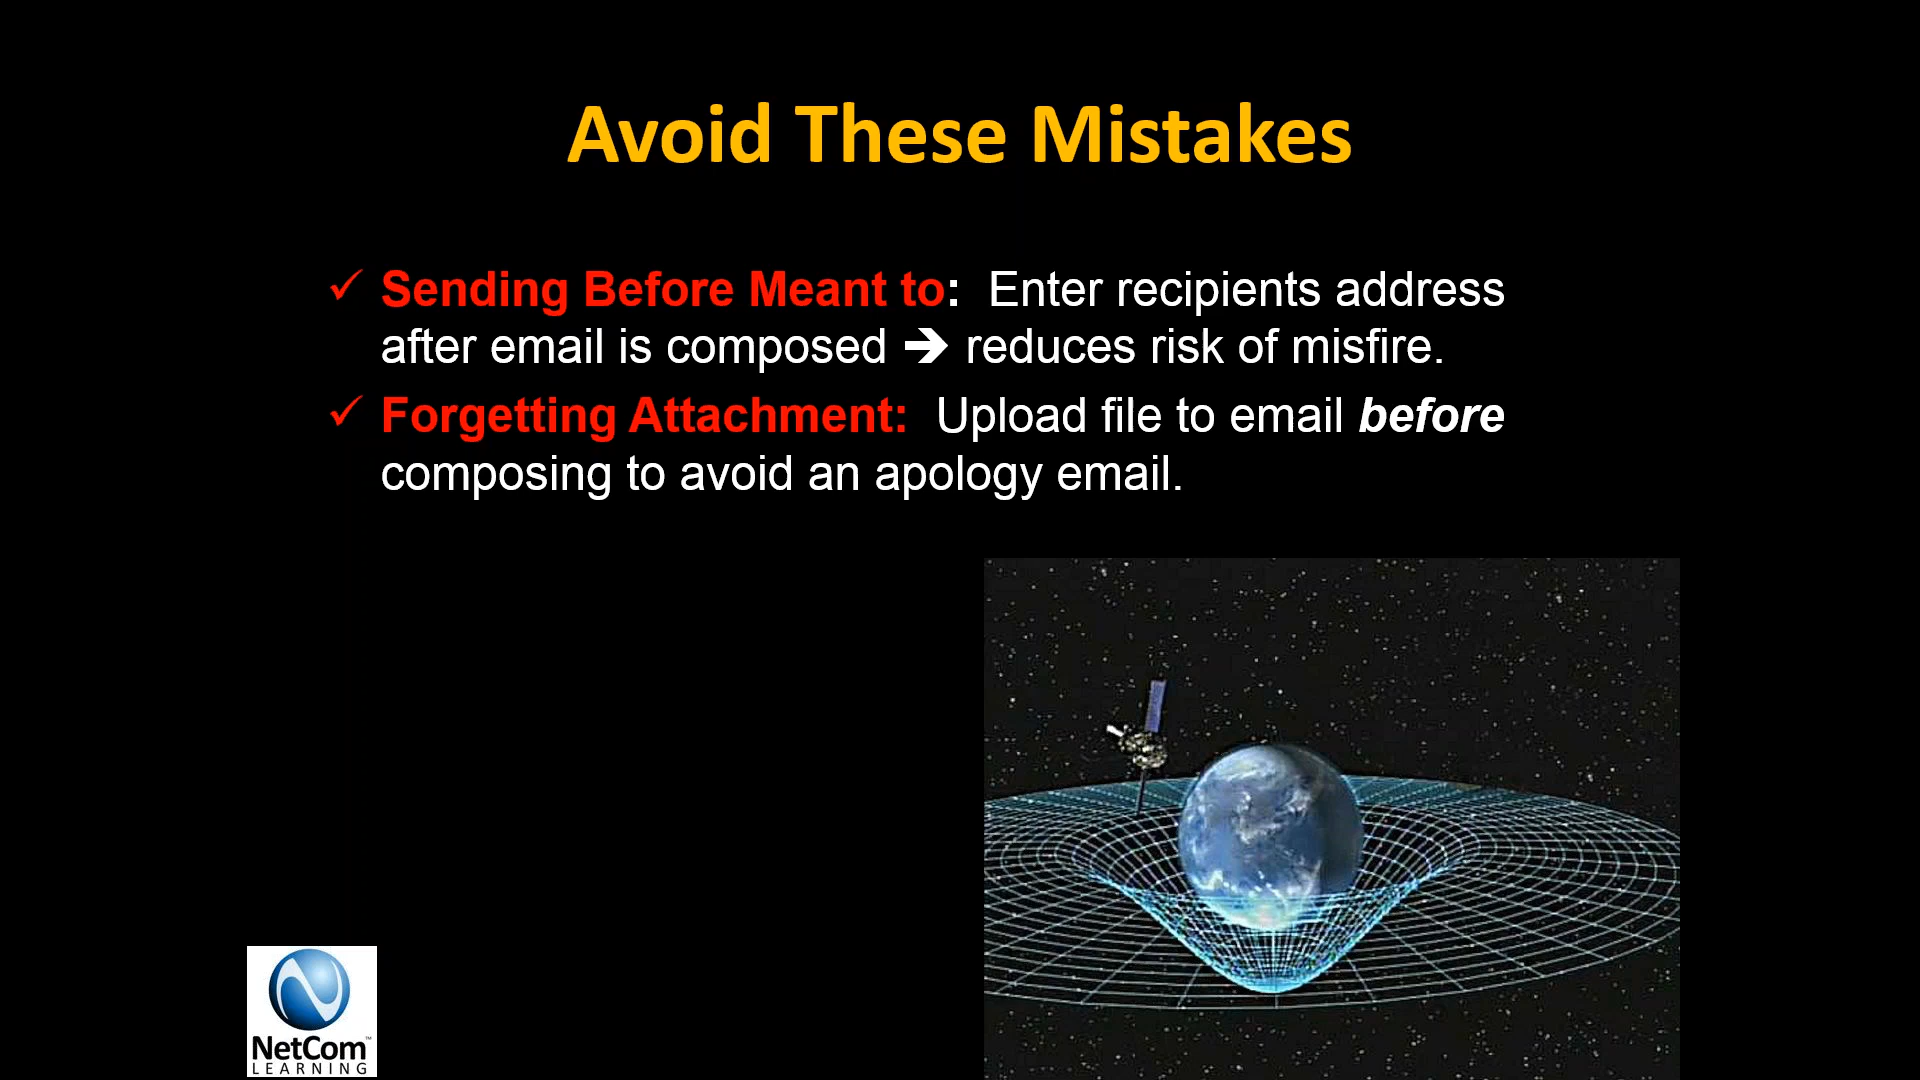 Avoid These Mistakes
✓ Sending Before Meant to: Enter recipients address
after email is composed ➔ reduces risk of misfire.
✓ Forgetting Attachment: Upload file to email before
composing to avoid an apology email.
NetCom™
LEARNING